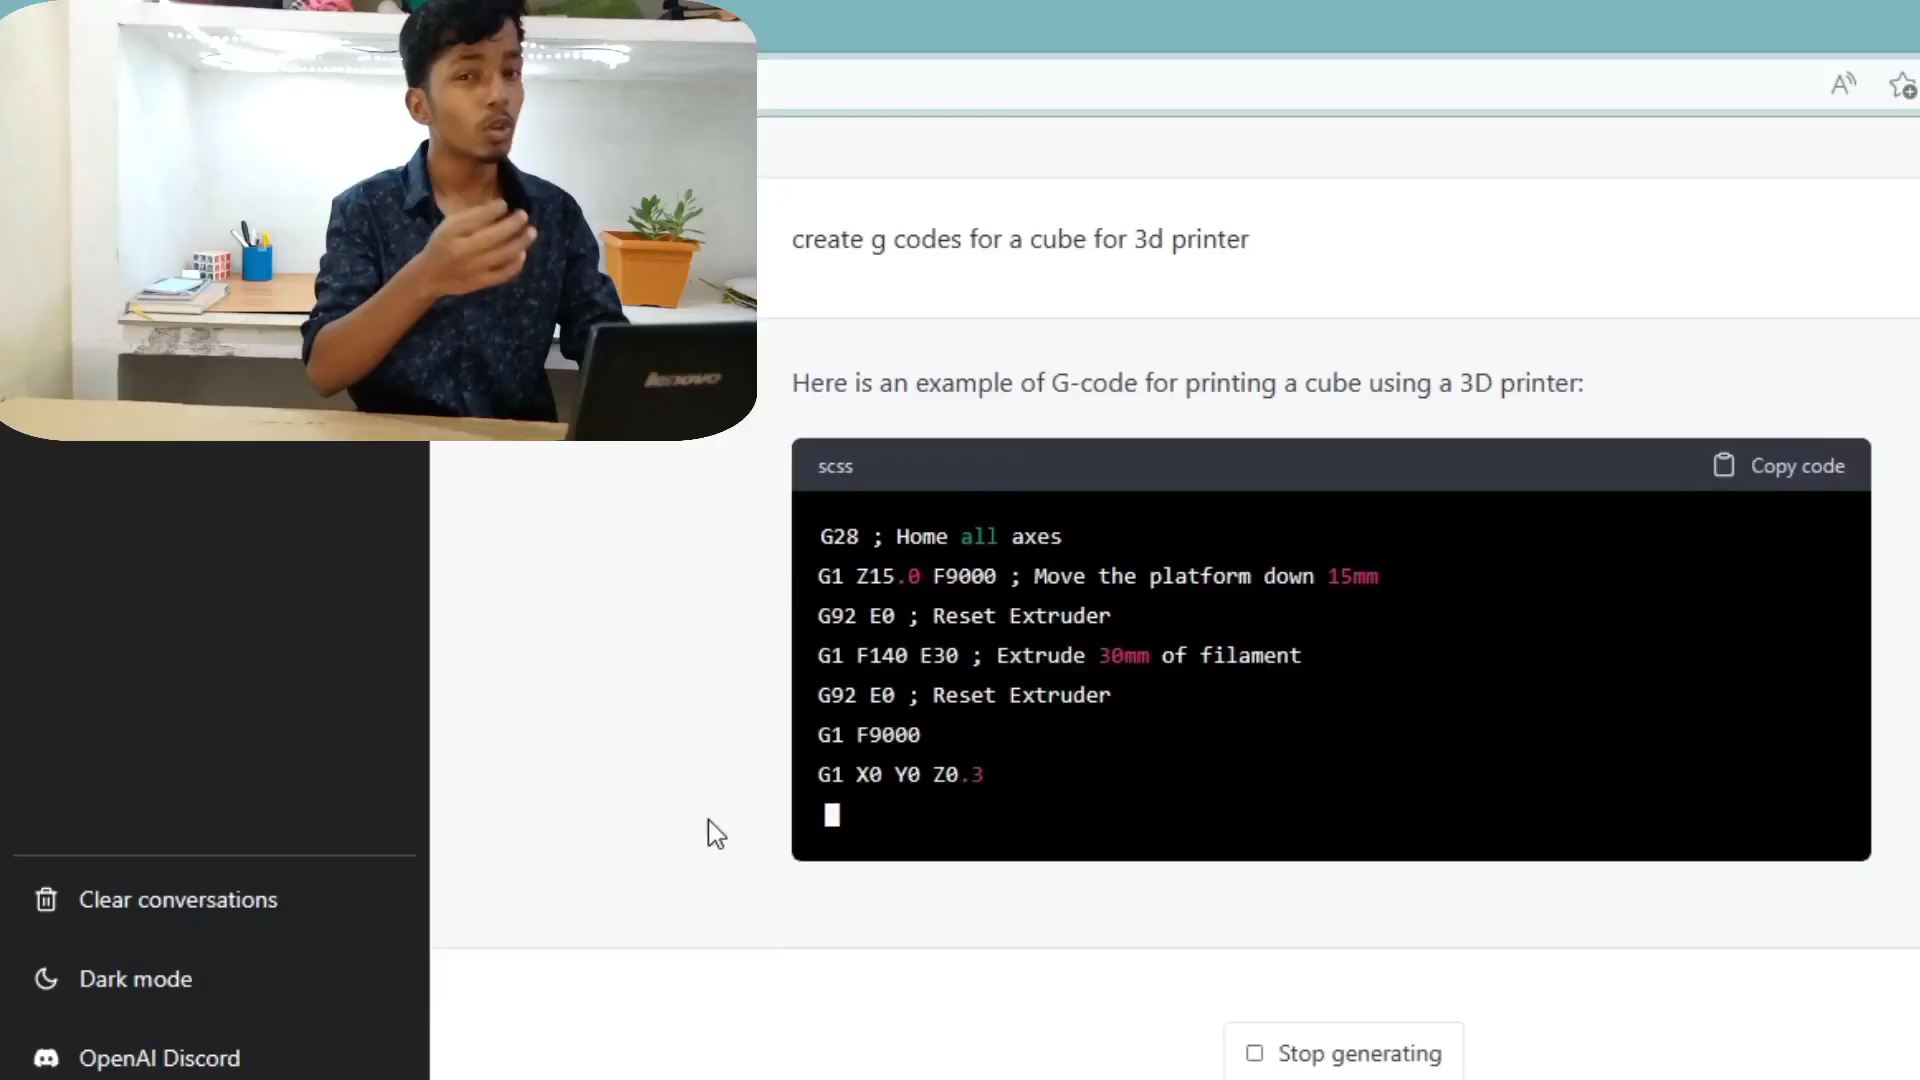 lenovo
create g codes for a cube for 3d printer
Here is an example of G-code for printing a cube using a 3D printer:
scss
Copy code
G28 ; Home all axes
G1 Z15.0 F9000 ; Move the platform down 15mm
G92 E0 ; Reset Extruder
G1 F140 E30 ; Extrude 30mm of filament
G92 E0 ; Reset Extruder
G1 F9000
G1 X0 Y0 Z0.3
Clear conversations
Dark mode
OpenAI Discord
Stop generating